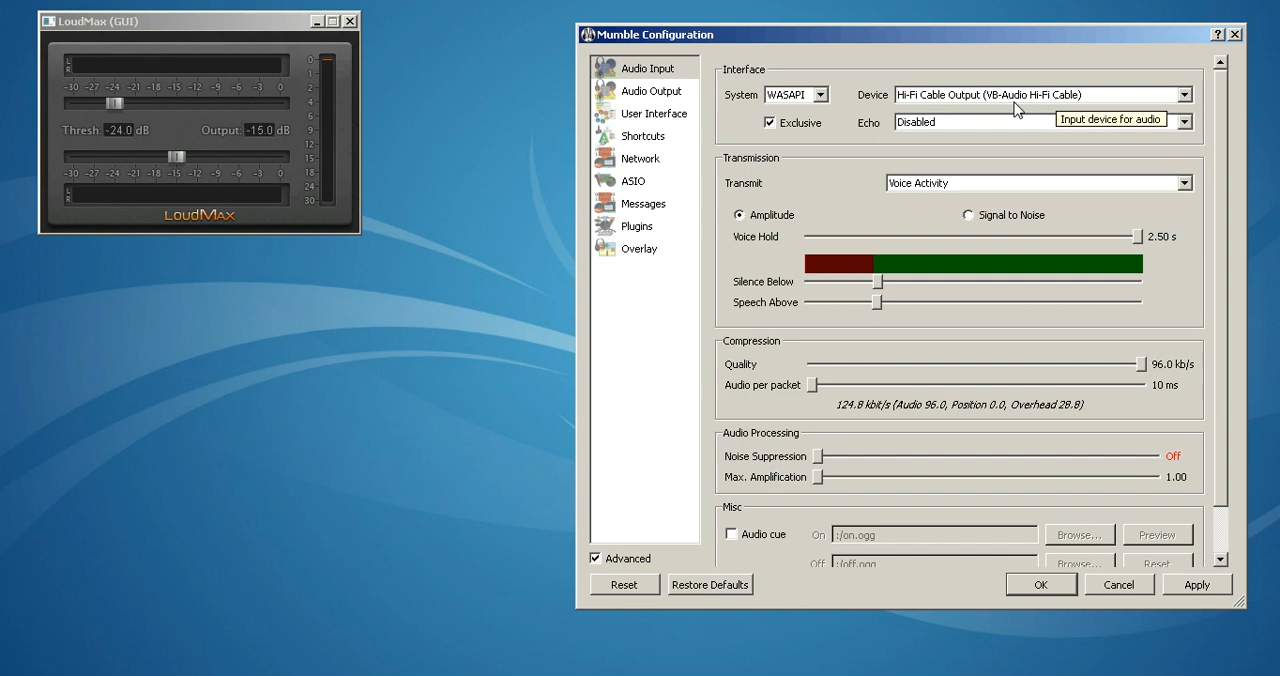 LoudMax (GUI)
L
R
-30 -27 -24 -21 -18 -15 -12 -9 -6 -3 0
Thresh: -24.0 dB Output: -15.0 dB
-30 -27 -24 -21 -18 -15 -12 -9 -6 -3 0
L
R
LoudMax
0
1
2
4
6
9
12
15
18
24
30
Mumble Configuration
Audio Input
Audio Output
User Interface
Shortcuts
Network
ASIO
Messages
Plugins
Overlay
Advanced
Interface
System WASAPI Device Hi-Fi Cable Output (VB-Audio Hi-Fi Cable)
Exclusive Echo Disabled
Input device for audio
Transmission
Transmit Voice Activity
Amplitude Signal to Noise
Voice Hold 2.50 s
Silence Below
Speech Above
Compression
Quality 96.0 kb/s
Audio per packet 10 ms
124.8 kbit/s (Audio 96.0, Position 0.0, Overhead 28.8)
Audio Processing
Noise Suppression Off
Max. Amplification 1.00
Misc
Audio cue On :/on.ogg Browse... Preview
Off :/off.ogg Browse... Reset
Reset Restore Defaults OK Cancel Apply